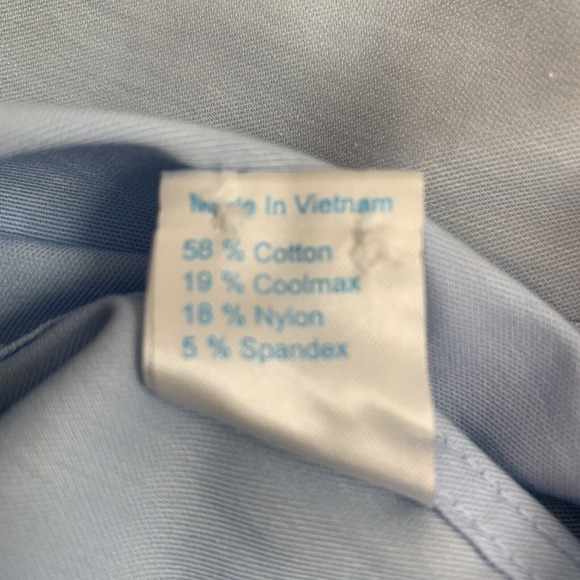 Made In Vietnam
58 % Cotton
19 % Coolmax
18 % Nylon
5 % Spandex